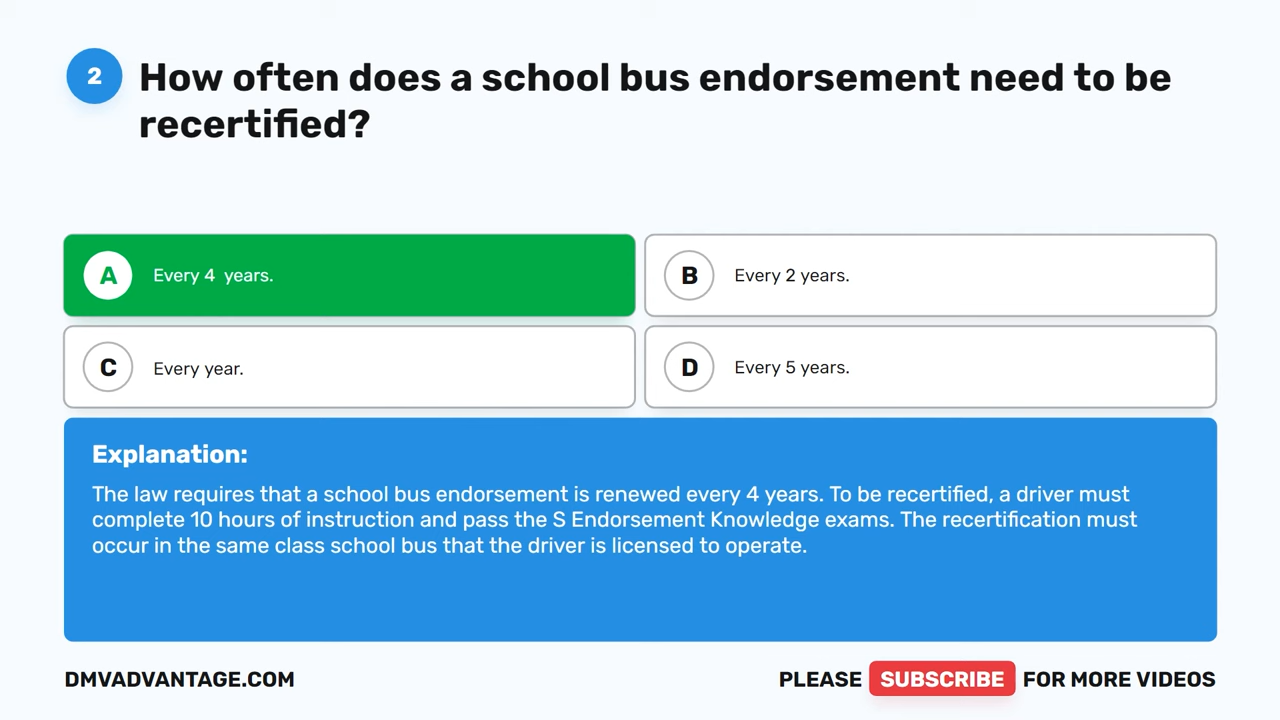 2
How often does a school bus endorsement need to be
recertified?
A Every 4 years.
B Every 2 years.
C Every year.
D Every 5 years.
Explanation:
The law requires that a school bus endorsement is renewed every 4 years. To be recertified, a driver must
complete 10 hours of instruction and pass the S Endorsement Knowledge exams. The recertification must
occur in the same class school bus that the driver is licensed to operate.
DMVADVANTAGE.COM
PLEASE SUBSCRIBE FOR MORE VIDEOS